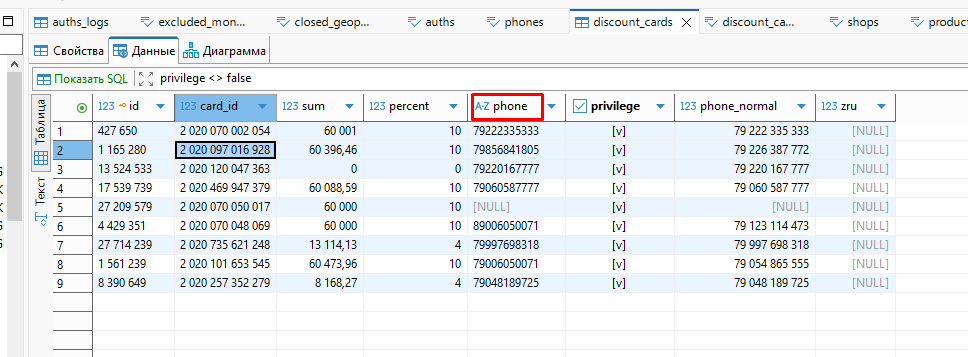 auths_logs excluded_mon... closed_geop... auths phones discount_cards discount_ca... shops product
Свойства Данные Диаграмма
Показать SQL privilege <> false
Таблица
Текст
123 id 123 card_id 123 sum 123 percent A-Z phone privilege 123 phone_normal 123 zru
1 427 650 2 020 070 002 054 60 001 10 79222335333 [v] 79 222 335 333 [NULL]
2 1 165 280 2 020 097 016 928 60 396,46 10 79856841805 [v] 79 226 387 772 [NULL]
3 13 524 533 2 020 120 047 363 0 0 79220167777 [v] 79 220 167 777 [NULL]
4 17 539 739 2 020 469 947 379 60 088,59 10 79060587777 [v] 79 060 587 777 [NULL]
5 27 209 579 2 020 070 050 017 60 000 10 [NULL] [v] [NULL] [NULL]
6 4 429 351 2 020 070 048 069 60 000 10 89006050071 [v] 79 123 114 473 [NULL]
7 27 714 239 2 020 735 621 248 13 114,13 4 79997698318 [v] 79 997 698 318 [NULL]
8 1 561 239 2 020 101 653 545 60 473,96 10 79006050071 [v] 79 054 865 555 [NULL]
9 8 390 649 2 020 257 352 279 8 168,27 4 79048189725 [v] 79 048 189 725 [NULL]